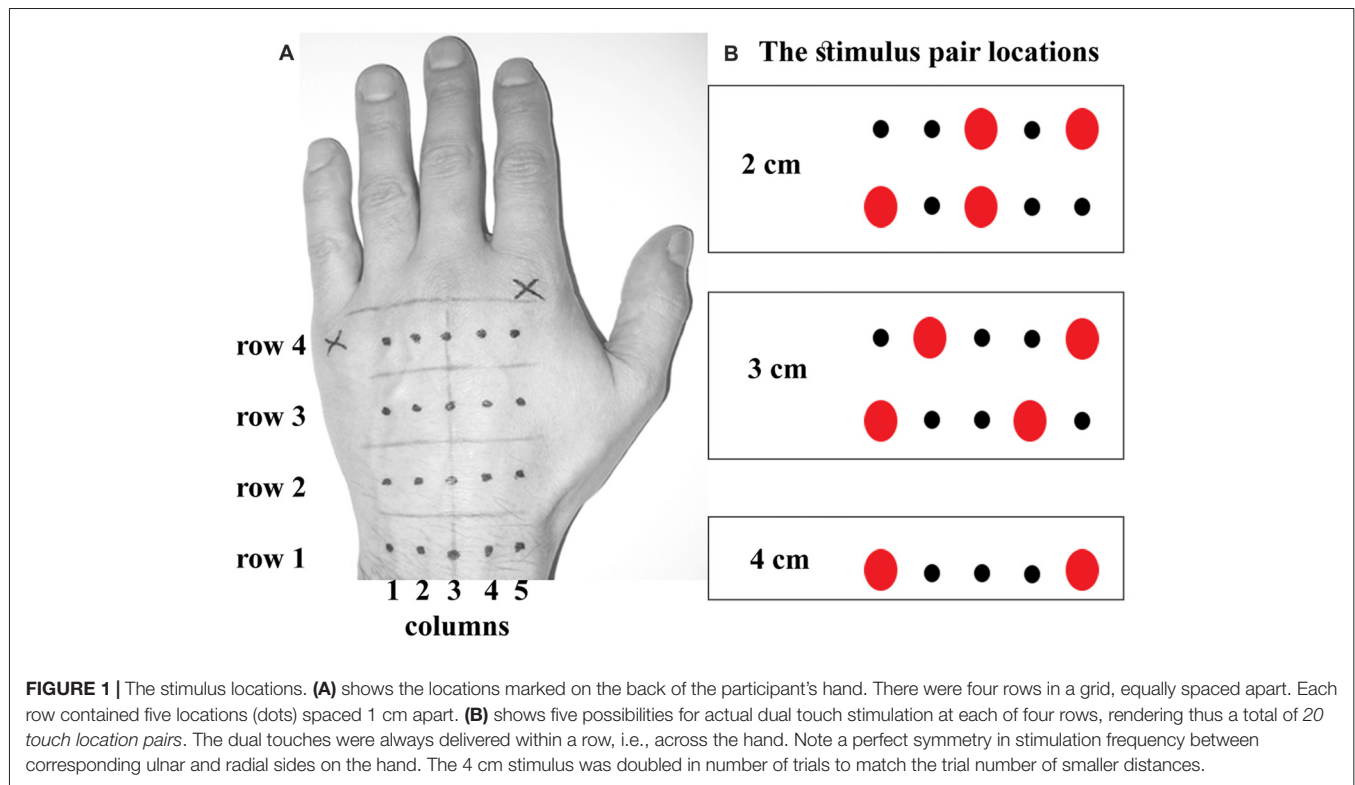 A
B The stimulus pair locations
2 cm
3 cm
4 cm
row 4
row 3
row 2
row 1
1 2 3 4 5
columns
FIGURE 1 | The stimulus locations. (A) shows the locations marked on the back of the participant's hand. There were four rows in a grid, equally spaced apart. Each
row contained five locations (dots) spaced 1 cm apart. (B) shows five possibilities for actual dual touch stimulation at each of four rows, rendering thus a total of 20
touch location pairs. The dual touches were always delivered within a row, i.e., across the hand. Note a perfect symmetry in stimulation frequency between
corresponding ulnar and radial sides on the hand. The 4 cm stimulus was doubled in number of trials to match the trial number of smaller distances.